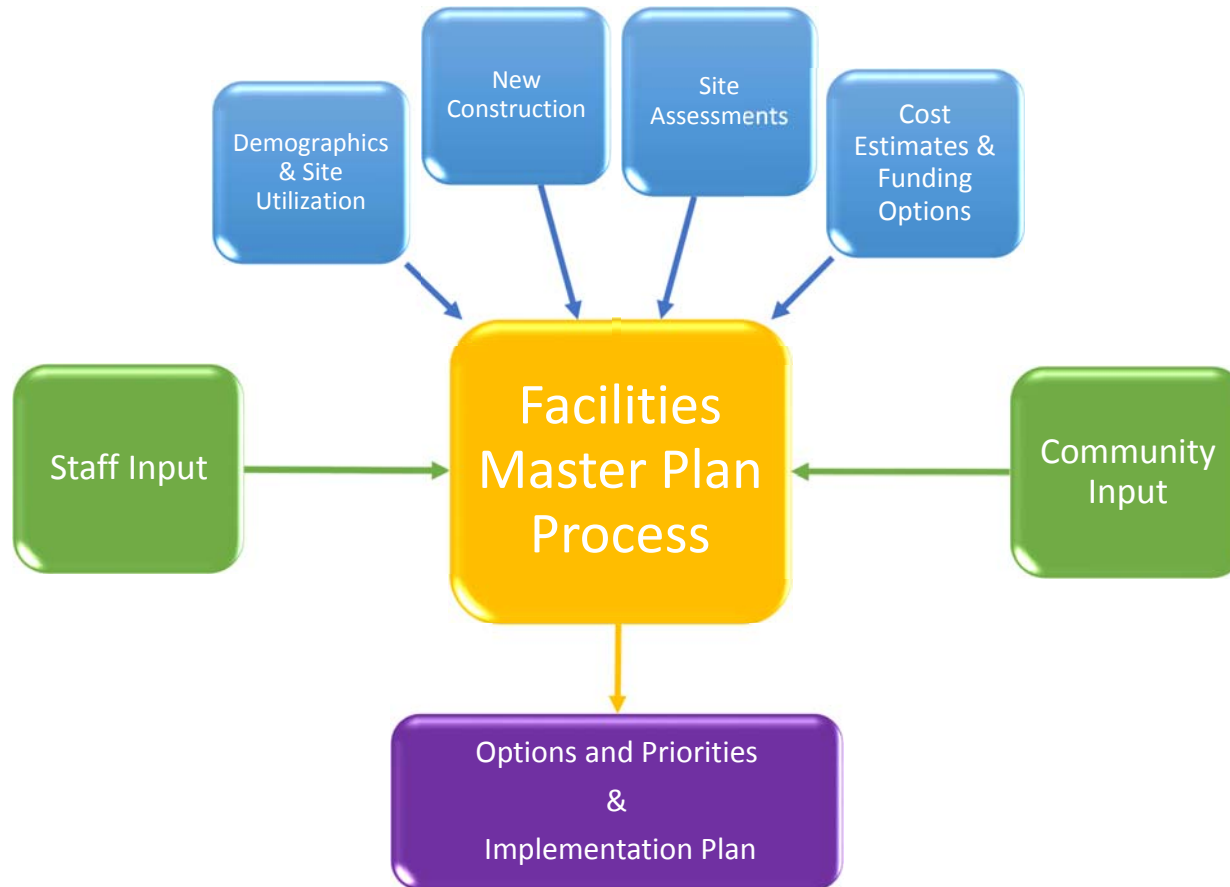 New
Construction
Site
Assessments
Demographics
& Site
Utilization
Cost
Estimates &
Funding
Options
Staff Input
Facilities
Master Plan
Process
Community
Input
Options and Priorities
&
Implementation Plan